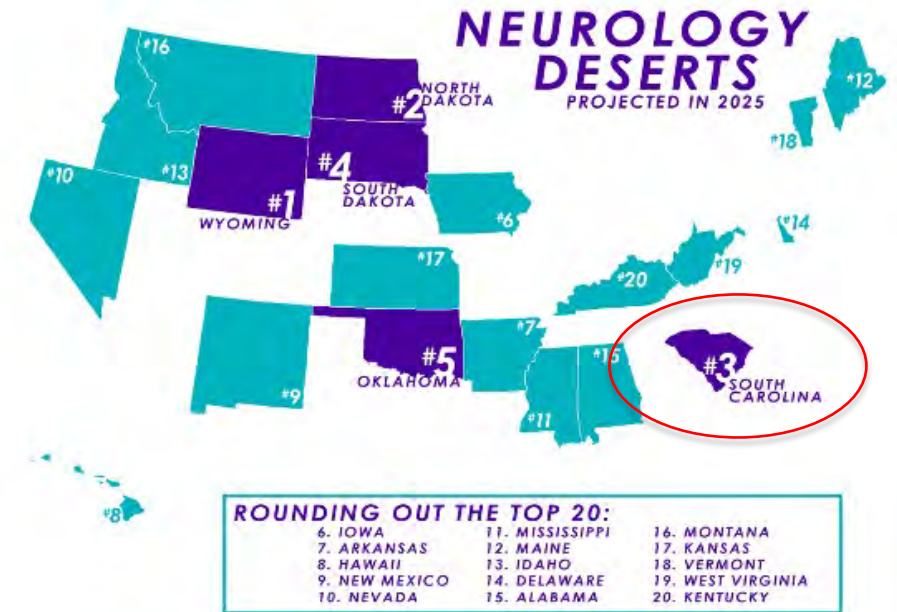 NEUROLOGY
DESERTS
PROJECTED IN 2025
#16
#2
NORTH
DAKOTA
#12
#18
#10
#13
#1
WYOMING
#4
SOUTH
DAKOTA
#6
#14
#17
#20
#19
#7
#15
#3
SOUTH
CAROLINA
#5
OKLAHOMA
#9
#11
#8
ROUNDING OUT THE TOP 20:
6. IOWA
7. ARKANSAS
8. HAWAII
9. NEW MEXICO
10. NEVADA
11. MISSISSIPPI
12. MAINE
13. IDAHO
14. DELAWARE
15. ALABAMA
16. MONTANA
17. KANSAS
18. VERMONT
19. WEST VIRGINIA
20. KENTUCKY